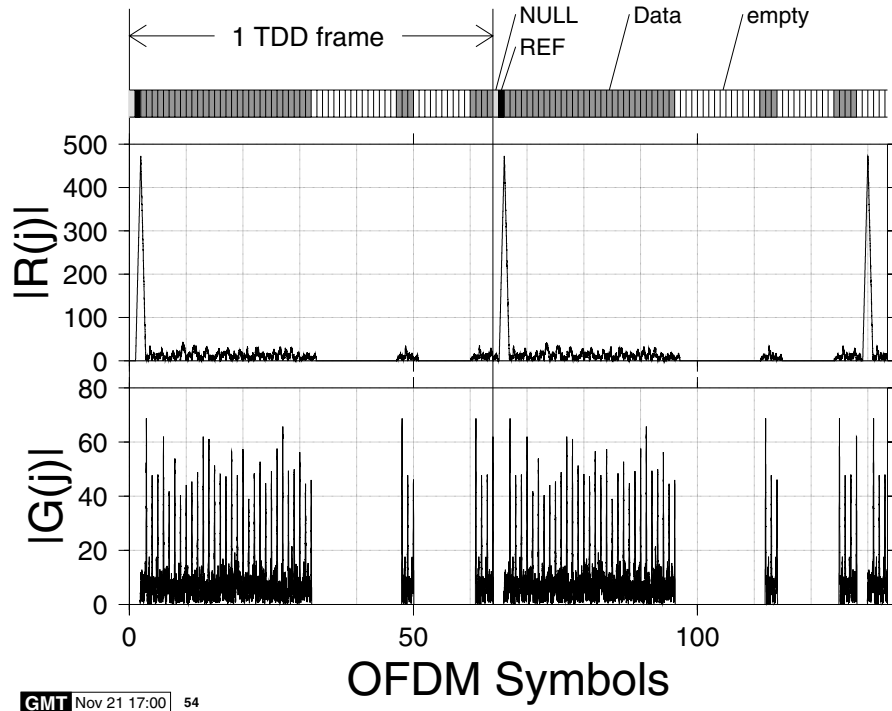 1 TDD frame
NULL
REF
Data
empty
500
400
300
200
100
0
|R(j)|
80
60
40
20
0
|G(j)|
0 50 100
OFDM Symbols
GMT Nov 21 17:00 54